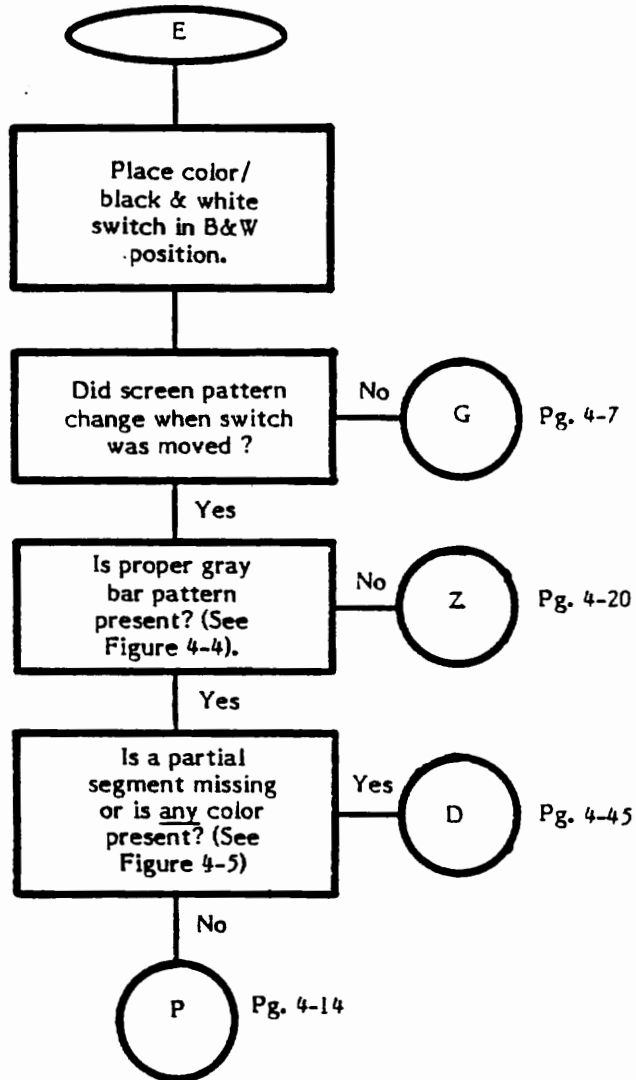 E
Place color/
black & white
switch in B&W
position.
Did screen pattern
change when switch
was moved ?
No
G
Pg. 4-7
Yes
Is proper gray
bar pattern
present? (See
Figure 4-4).
No
Z
Pg. 4-20
Yes
Is a partial
segment missing
or is any color
present? (See
Figure 4-5)
Yes
D
Pg. 4-45
No
P
Pg. 4-14